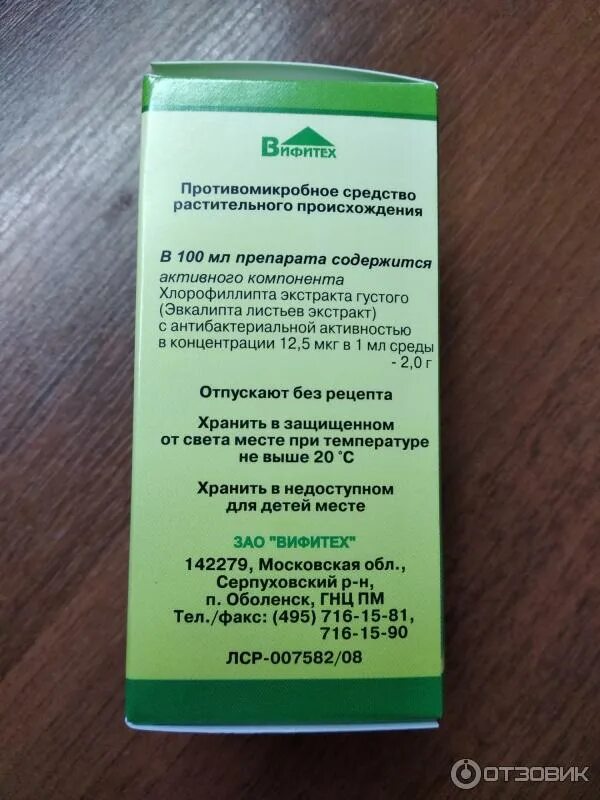 ВИФИТЕХ
Противомикробное средство
растительного происхождения
В 100 мл препарата содержится
активного компонента
Хлорофиллипта экстракта густого
(Эвкалипта листьев экстракт)
с антибактериальной активностью
в концентрации 12,5 мкг в 1 мл среды
- 2,0 г
Отпускают без рецепта
Хранить в защищенном
от света месте при температуре
не выше 20 °С
Хранить в недоступном
для детей месте
ЗАО "ВИФИТЕХ"
142279, Московская обл.,
Серпуховский р-н,
п. Оболенск, ГНЦ ПМ
Тел./факс: (495) 716-15-81,
716-15-90
ЛСР-007582/08
ОТЗОВИК